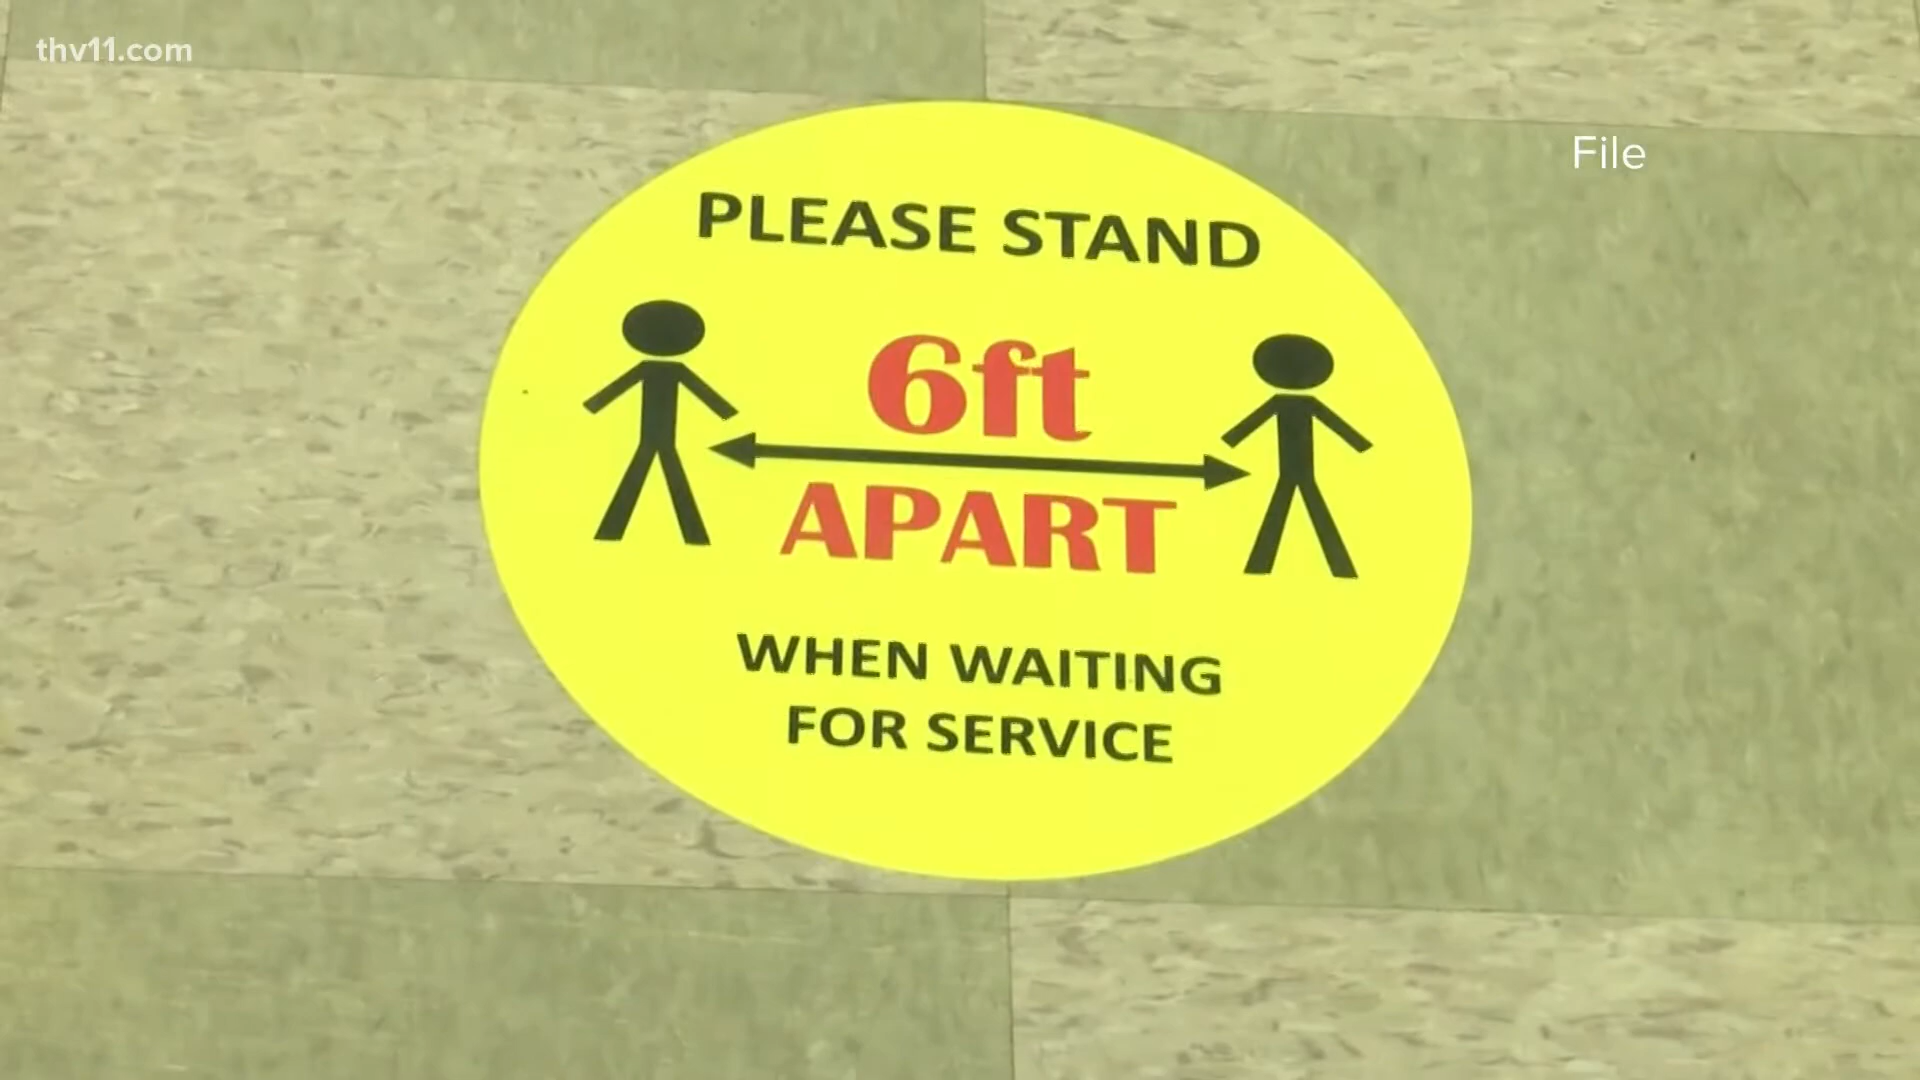 thv11.com
File
PLEASE STAND
6ft
APART
WHEN WAITING
FOR SERVICE